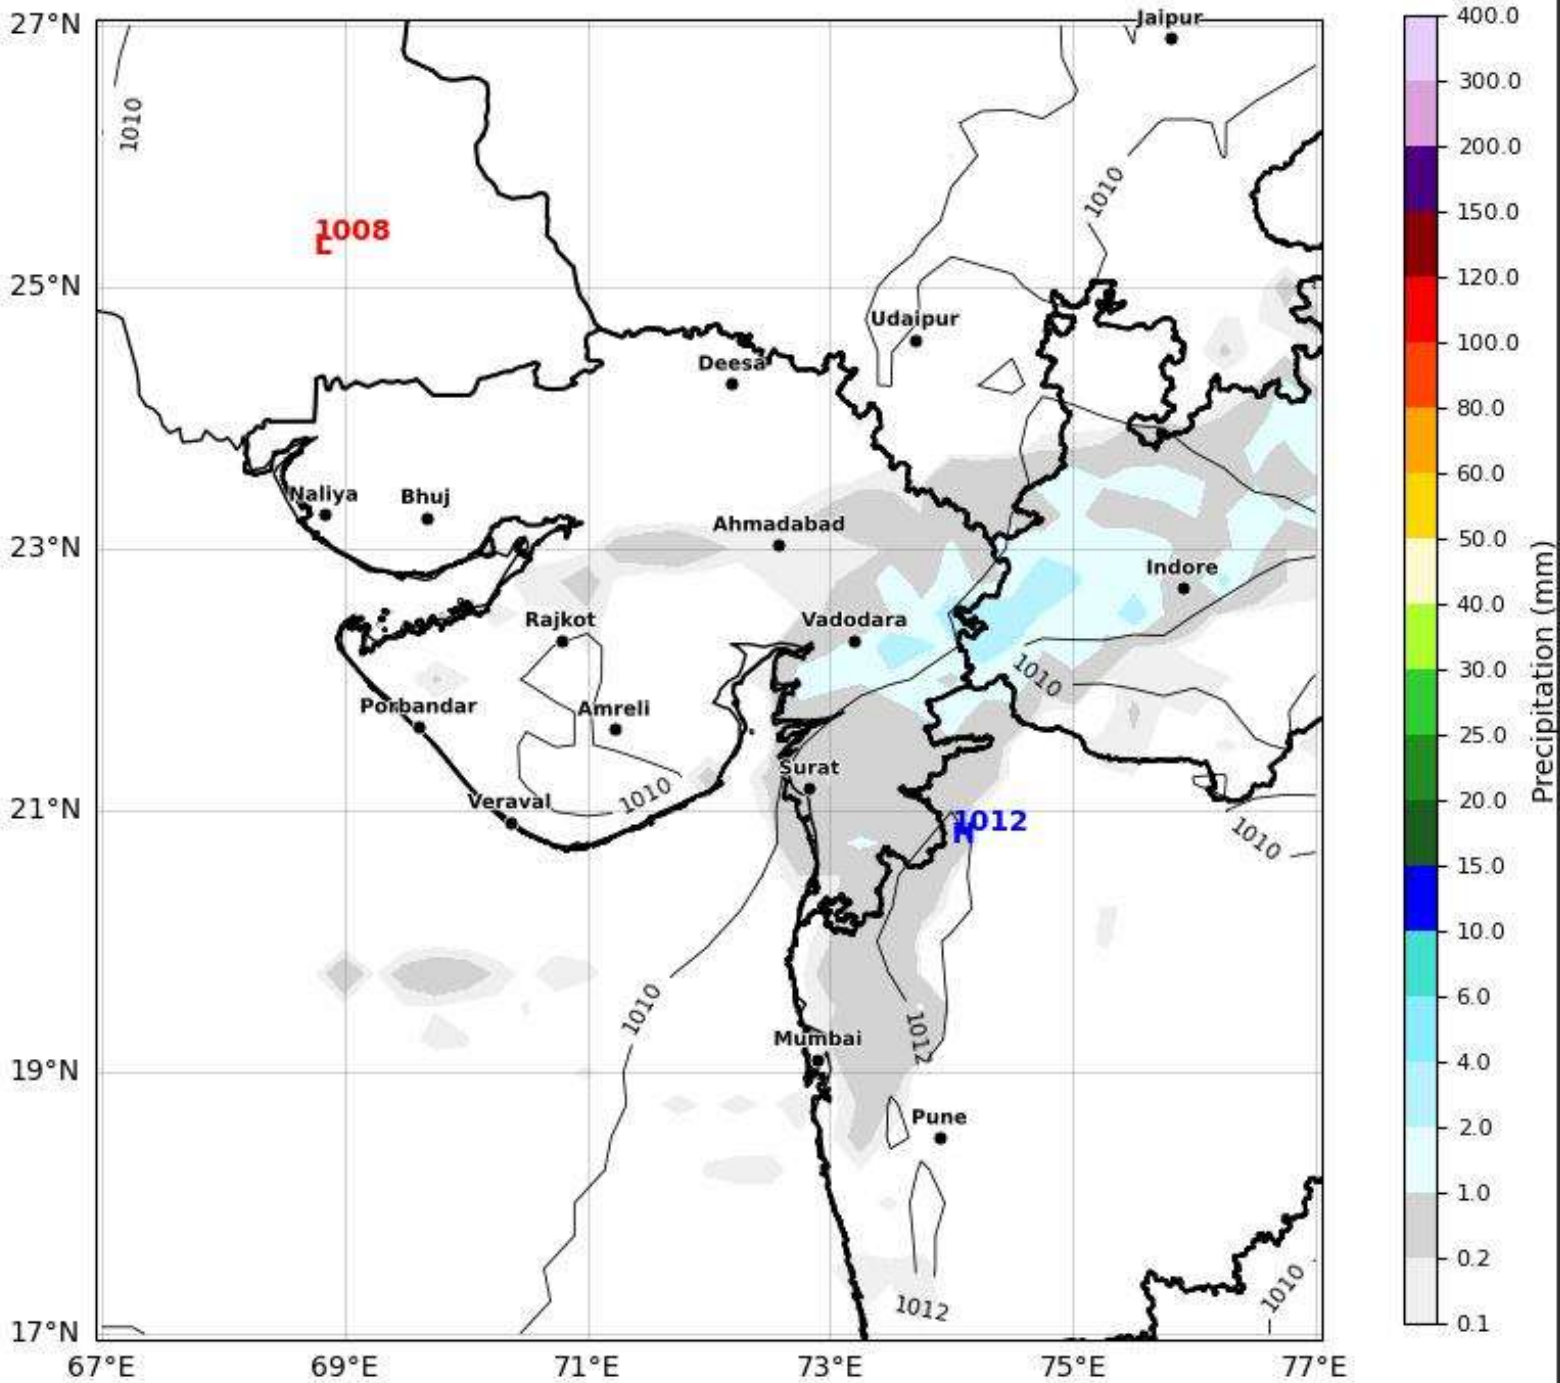 27°N
25°N
23°N
21°N
19°N
17°N
67°E
69°E
71°E
73°E
75°E
77°E
Jaipur
1010
1010
1008
L
Udaipur
Deesa
Naliya
Bhuj
Ahmadabad
Indore
Rajkot
Vadodara
1010
Porbandar
Amreli
Surat
1010
Veraval
1012
H
1010
1010
1012
Mumbai
Pune
1012
1010
400.0
300.0
200.0
150.0
120.0
100.0
80.0
60.0
50.0
40.0
30.0
25.0
20.0
15.0
10.0
6.0
4.0
2.0
1.0
0.2
0.1
Precipitation (mm)